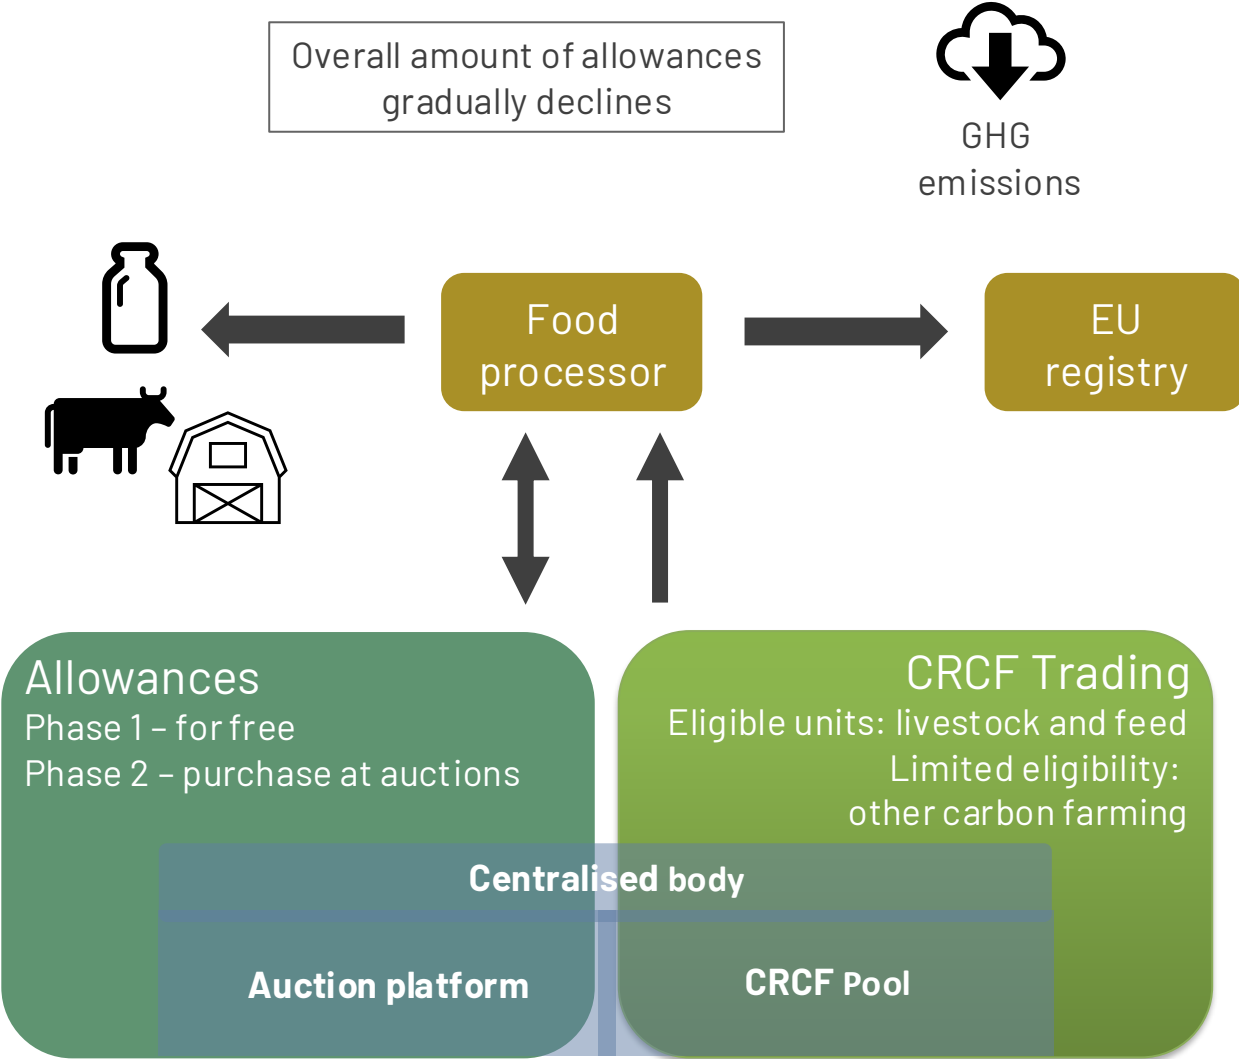 Overall amount of allowances
gradually declines
GHG
emissions
Food
processor
EU
registry
Allowances
Phase 1 – for free
Phase 2 – purchase at auctions
CRCF Trading
Eligible units: livestock and feed
Limited eligibility:
other carbon farming
Centralised body
Auction platform
CRCF Pool